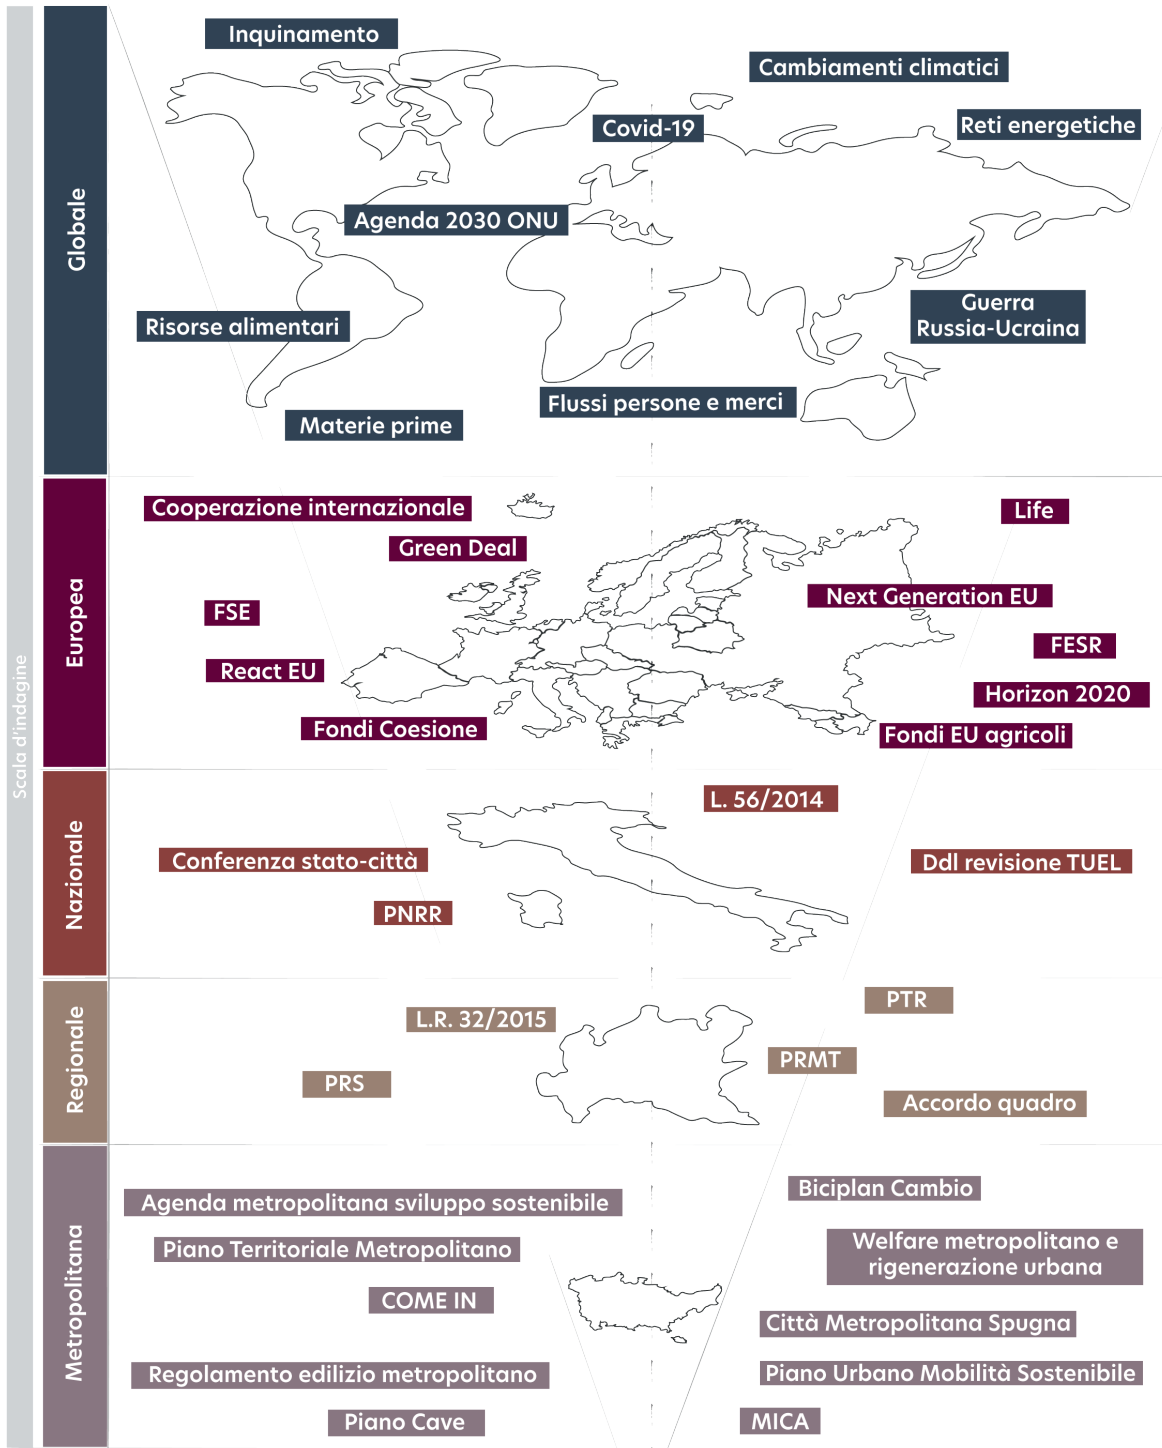 Scala d'indagine
Globale
Inquinamento
Cambiamenti climatici
Covid-19
Reti energetiche
Agenda 2030 ONU
Risorse alimentari
Guerra
Russia-Ucraina
Flussi persone e merci
Materie prime
Europea
Cooperazione internazionale
Life
Green Deal
Next Generation EU
FSE
FESR
React EU
Horizon 2020
Fondi Coesione
Fondi EU agricoli
Nazionale
L. 56/2014
Conferenza stato-città
Ddl revisione TUEL
PNRR
Regionale
PTR
L.R. 32/2015
PRMT
PRS
Accordo quadro
Metropolitana
Biciplan Cambio
Agenda metropolitana sviluppo sostenibile
Piano Territoriale Metropolitano
Welfare metropolitano e
rigenerazione urbana
COME IN
Città Metropolitana Spugna
Regolamento edilizio metropolitano
Piano Urbano Mobilità Sostenibile
Piano Cave
MICA